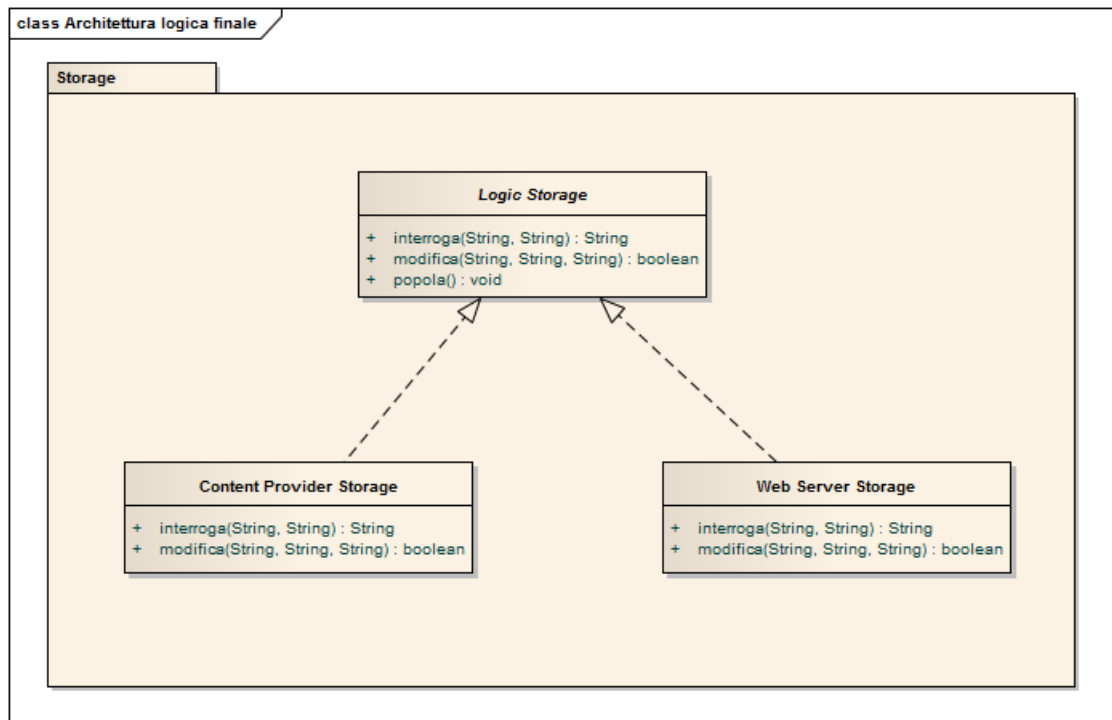 class Architettura logica finale
Storage
Logic Storage
+ interroga(String, String) : String
+ modifica(String, String, String) : boolean
+ popola() : void
Content Provider Storage
+ interroga(String, String) : String
+ modifica(String, String, String) : boolean
Web Server Storage
+ interroga(String, String) : String
+ modifica(String, String, String) : boolean